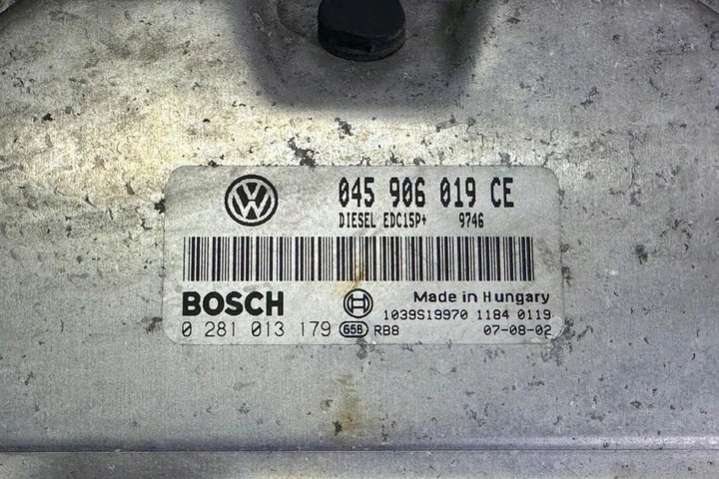 045 906 019 CE
DIESEL EDC15P+ 9746
BOSCH
Made in Hungary
1039S19970 1184 0119
0 281 013 179 G56 RB8 07-08-02